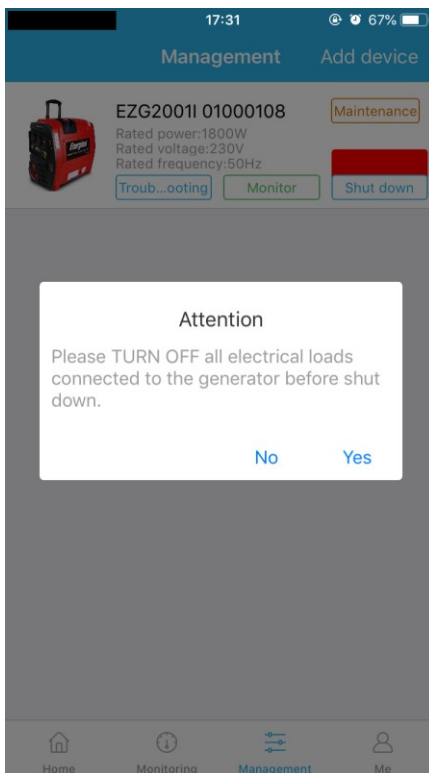 17:31
67%
Management
Add device
EZG2001I 01000108
Maintenance
Rated power:1800W
Rated voltage:230V
Rated frequency:50Hz
Troub...ooting
Monitor
Shut down
Attention
Please TURN OFF all electrical loads
connected to the generator before shut
down.
No
Yes
Home
Monitoring
Management
Me